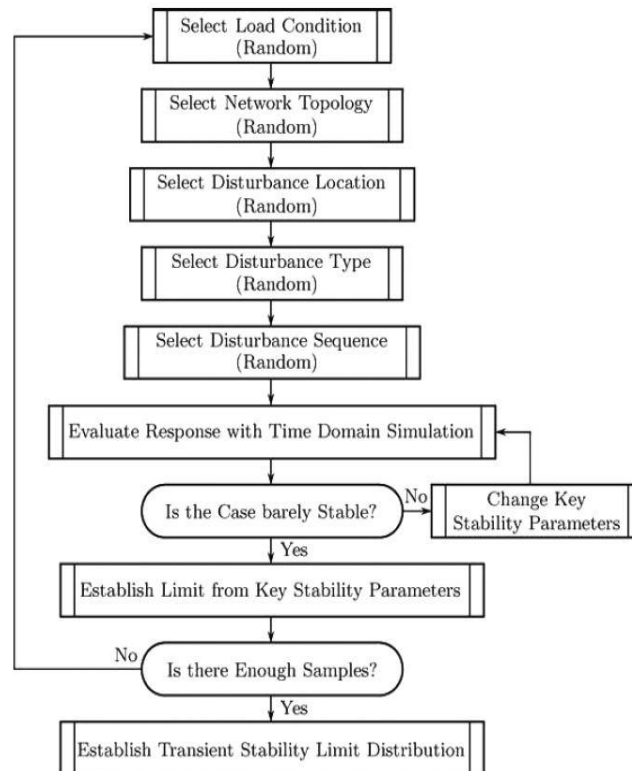 Select Load Condition
(Random)
Select Network Topology
(Random)
Select Disturbance Location
(Random)
Select Disturbance Type
(Random)
Select Disturbance Sequence
(Random)
Evaluate Response with Time Domain Simulation
Is the Case barely Stable?
No
Change Key
Stability Parameters
Yes
Establish Limit from Key Stability Parameters
No
Is there Enough Samples?
Yes
Establish Transient Stability Limit Distribution